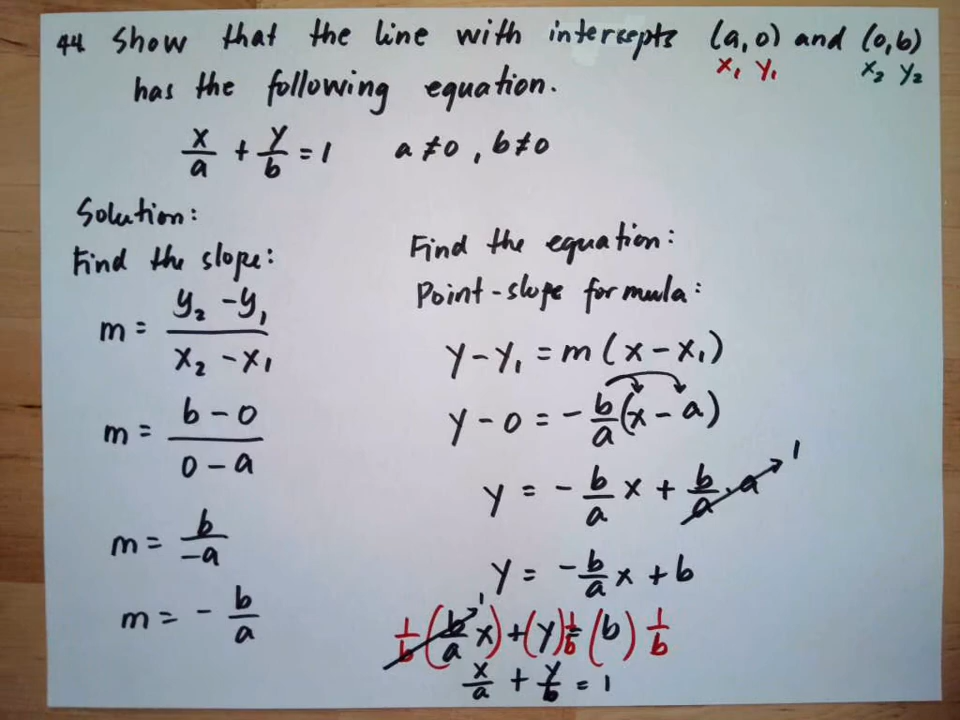 44 Show that the line with intercepts (a,0) and (0,b)
x₁ y₁ x₂ y₂
has the following equation.
x/a + y/b = 1 a ≠ 0 , b ≠ 0
Solution:
Find the slope:
m = (y₂ - y₁)/(x₂ - x₁)
m = (b - 0)/(0 - a)
m = b/-a
m = - b/a
Find the equation:
Point-slope formula:
y - y₁ = m(x - x₁)
y - 0 = - b/a (x - a)
y = - b/a x + b/a · a 1
y = - b/a x + b
1/b (b/a x) 1 + (y) 1/b = (b) 1/b
x/a + y/b = 1